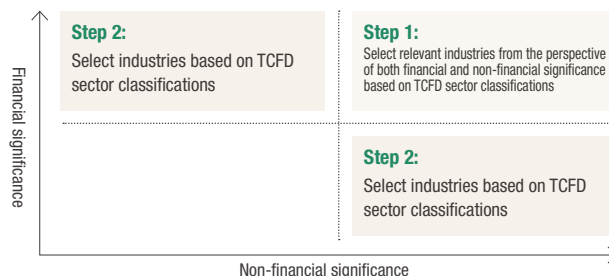 Step 2:
Select industries based on TCFD
sector classifications
Step 1:
Select relevant industries from the perspective
of both financial and non-financial significance
based on TCFD sector classifications
Step 2:
Select industries based on TCFD
sector classifications
Financial significance
Non-financial significance